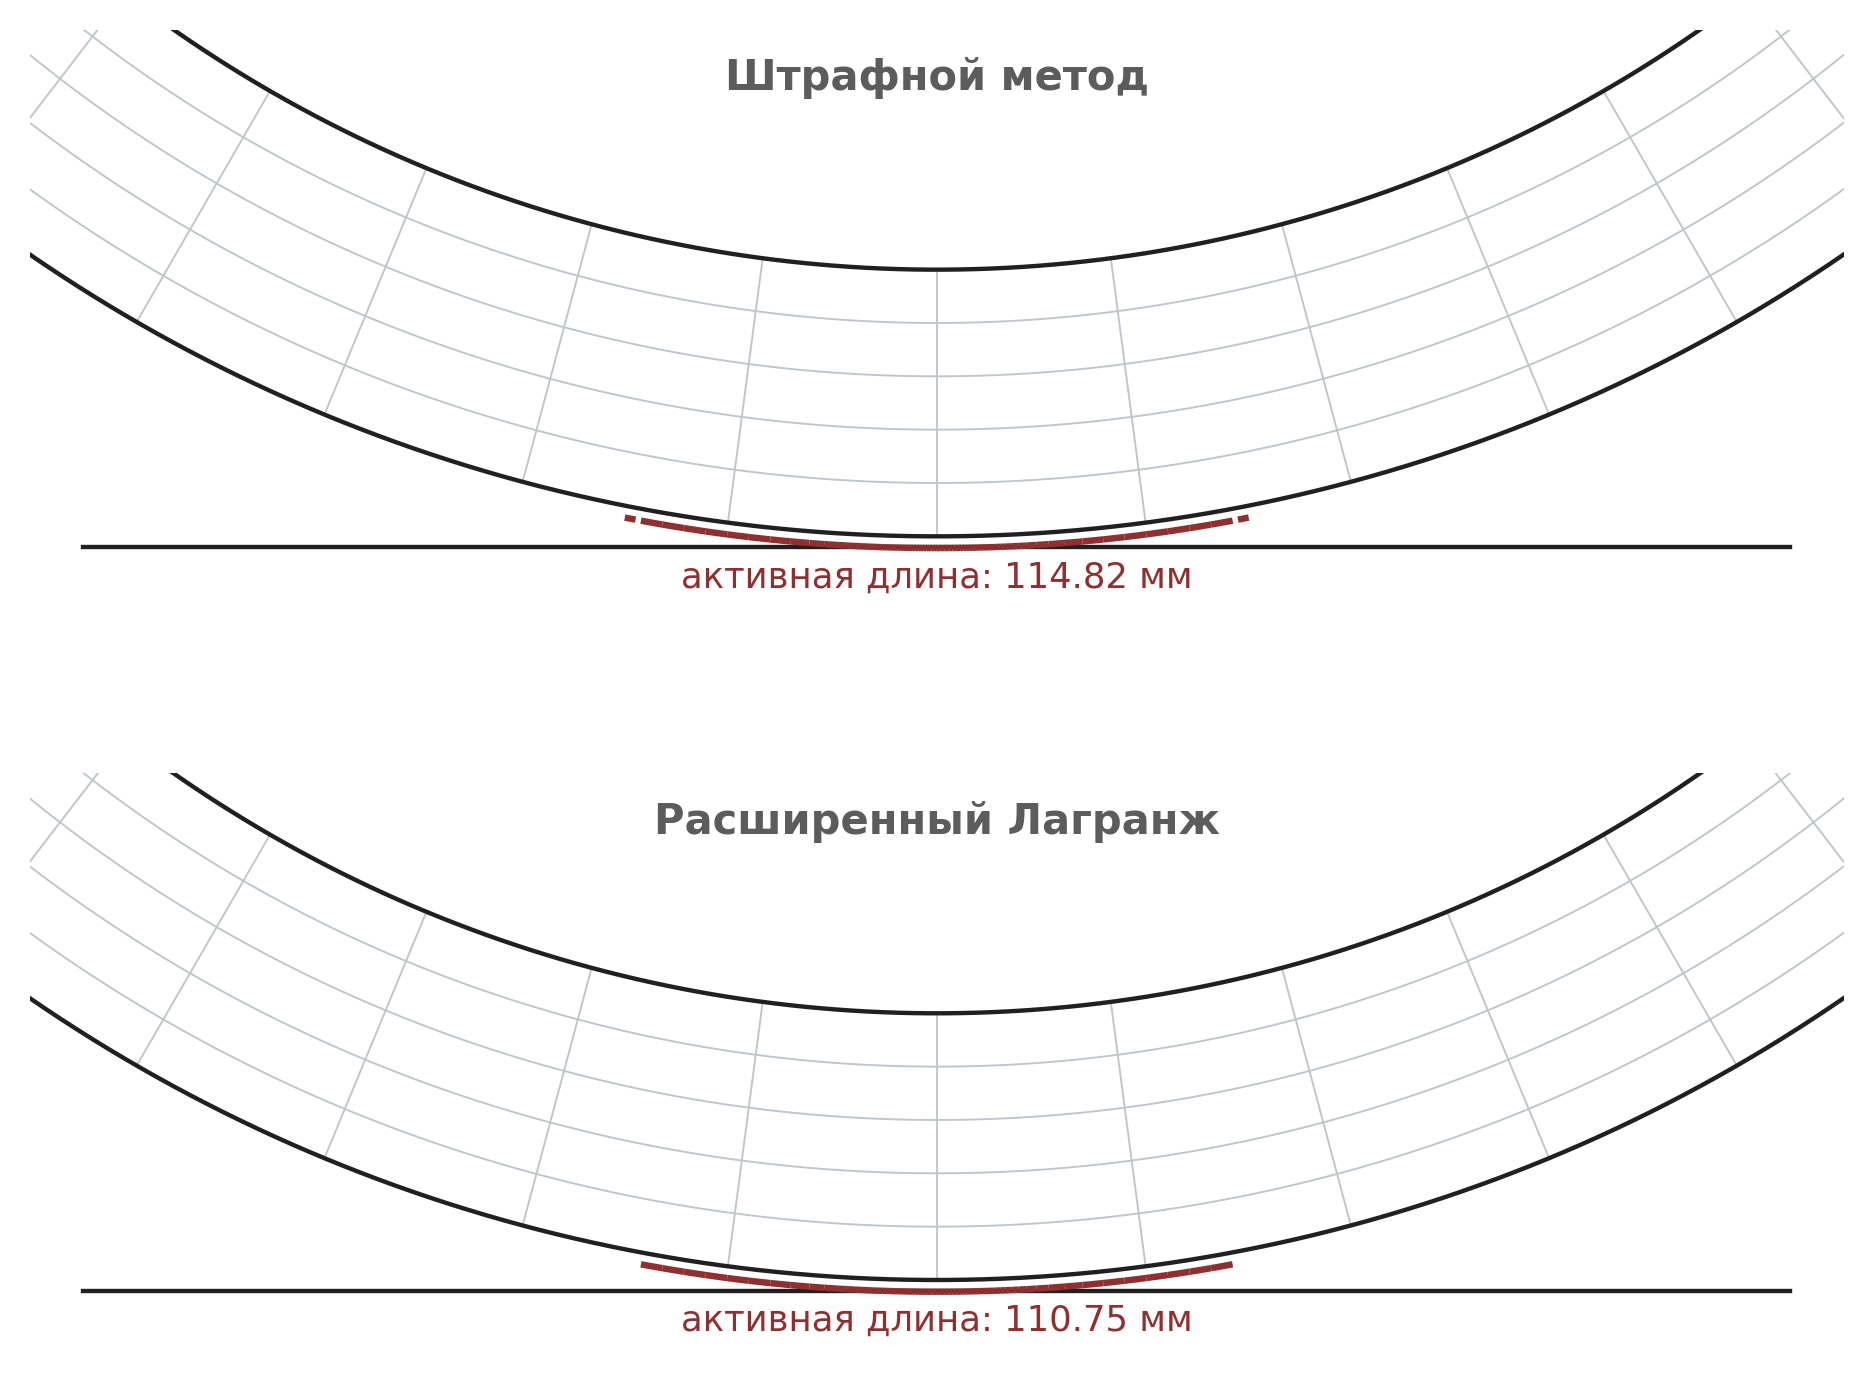 Штрафной метод
активная длина: 114.82 мм
Расширенный Лагранж
активная длина: 110.75 мм